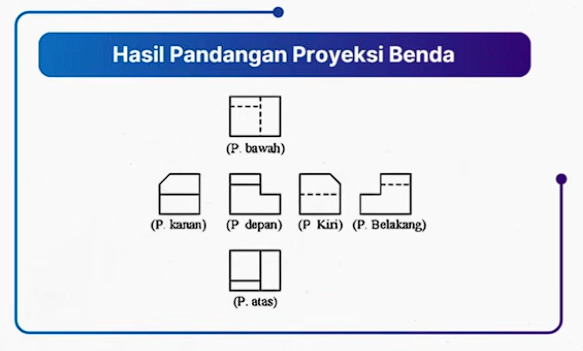 Hasil Pandangan Proyeksi Benda
(P. bawah)
(P. kanan) (P depan) (P Kiri) (P. Belakang)
(P. atas)